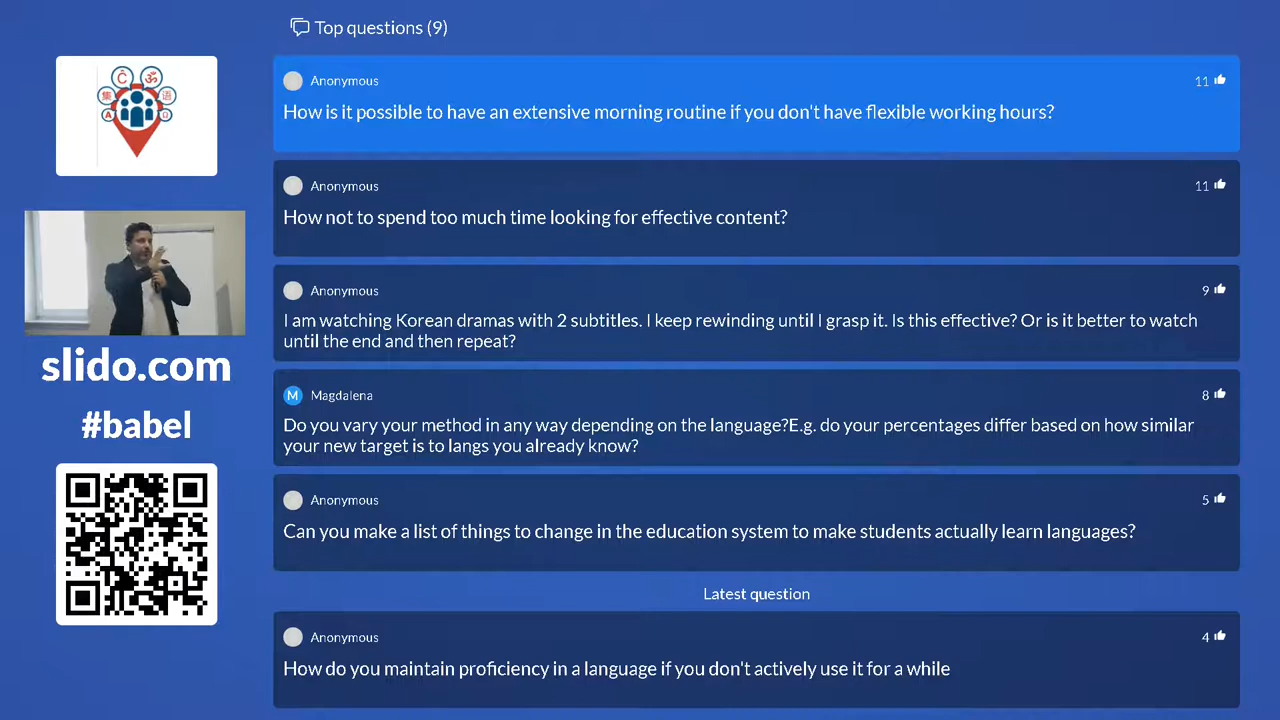 Top questions (9)
Anonymous
11
How is it possible to have an extensive morning routine if you don't have flexible working hours?
Anonymous
11
How not to spend too much time looking for effective content?
Anonymous
9
I am watching Korean dramas with 2 subtitles. I keep rewinding until I grasp it. Is this effective? Or is it better to watch
until the end and then repeat?
M
Magdalena
8
Do you vary your method in any way depending on the language?E.g. do your percentages differ based on how similar
your new target is to langs you already know?
Anonymous
5
Can you make a list of things to change in the education system to make students actually learn languages?
Latest question
Anonymous
4
How do you maintain proficiency in a language if you don't actively use it for a while
Ĉ
ॐ
集
语
A
Ω
slido.com
#babel